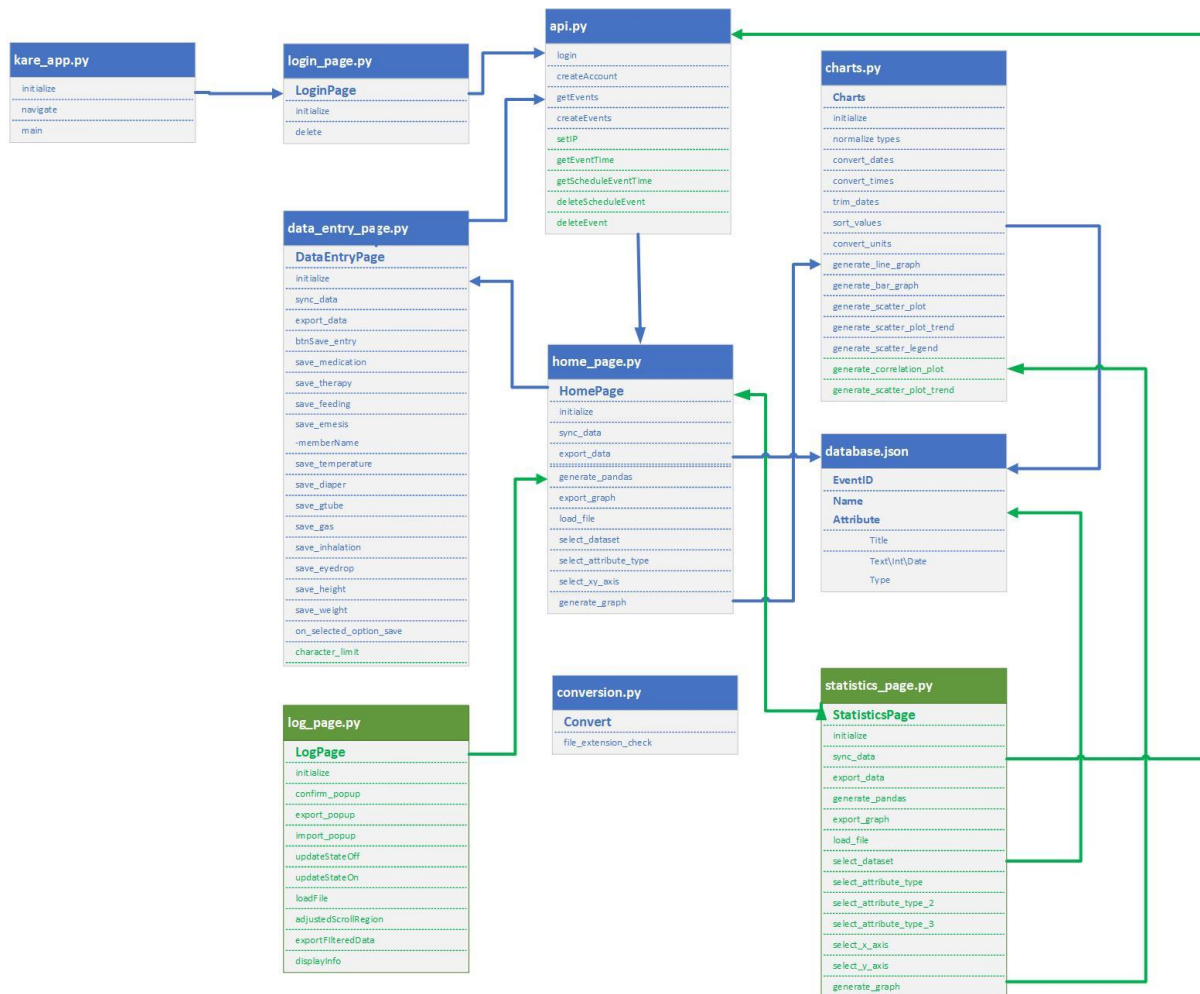 kare_app.py
initialize
navigate
main
login_page.py
LoginPage
initialize
delete
api.py
login
createAccount
getEvents
createEvents
setIP
getEventTime
getScheduleEventTime
deleteScheduleEvent
deleteEvent
charts.py
Charts
initialize
normalize types
convert_dates
convert_times
trim_dates
sort_values
convert_units
generate_line_graph
generate_bar_graph
generate_scatter_plot
generate_scatter_plot_trend
generate_scatter_legend
generate_correlation_plot
generate_scatter_plot_trend
data_entry_page.py
DataEntryPage
initialize
sync_data
export_data
btnSave_entry
save_medication
save_therapy
save_feeding
save_emesis
-memberName
save_temperature
save_diaper
save_gtube
save_gas
save_inhalation
save_eyedrop
save_height
save_weight
on_selected_option_save
character_limit
home_page.py
HomePage
initialize
sync_data
export_data
generate_pandas
export_graph
load_file
select_dataset
select_attribute_type
select_xy_axis
generate_graph
database.json
EventID
Name
Attribute
Title
Text\Int\Date
Type
log_page.py
LogPage
initialize
confirm_popup
export_popup
import_popup
updateStateOff
updateStateOn
loadFile
adjustedScrollRegion
exportFIlteredData
displayInfo
conversion.py
Convert
file_extension_check
statistics_page.py
StatisticsPage
initialize
sync_data
export_data
generate_pandas
export_graph
load_file
select_dataset
select_attribute_type
select_attribute_type_2
select_attribute_type_3
select_x_axis
select_y_axis
generate_graph